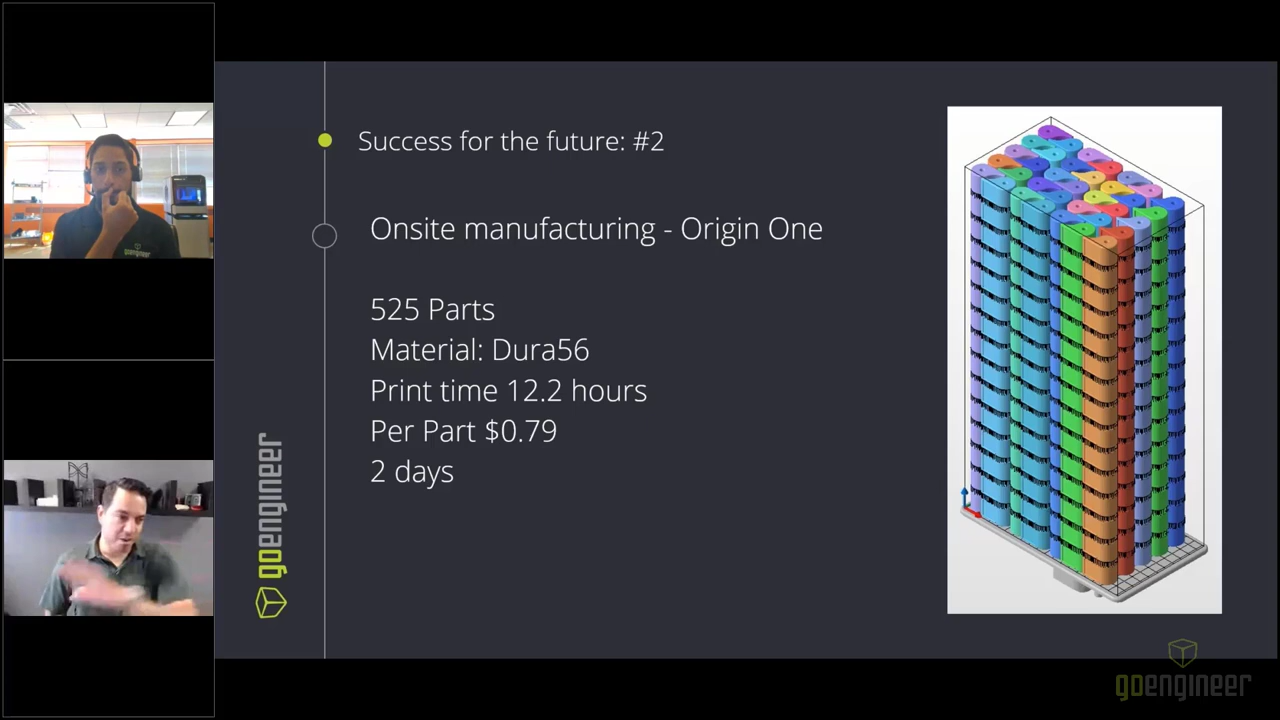 Success for the future: #2
Onsite manufacturing - Origin One
525 Parts
Material: Dura56
Print time 12.2 hours
Per Part $0.79
2 days
goengineer
goengineer